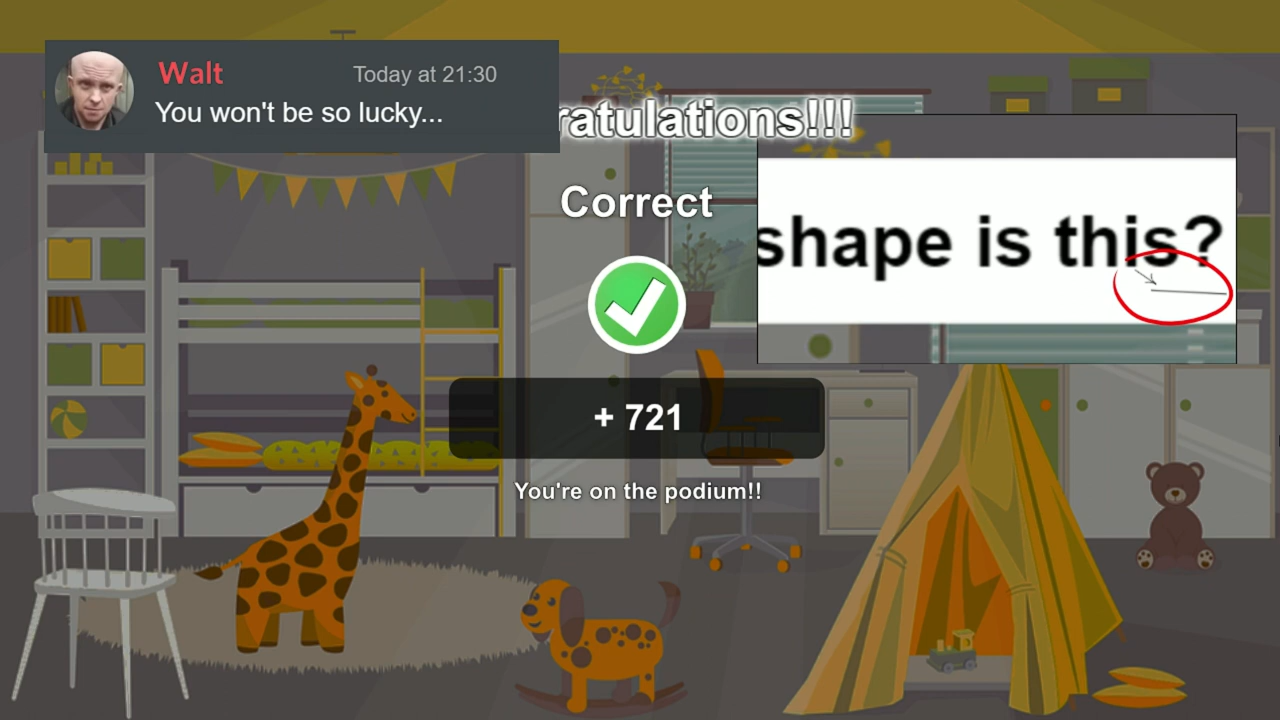 Walt
Today at 21:30
You won't be so lucky...
ratulations!!!
Correct
shape is this?
+ 721
You're on the podium!!